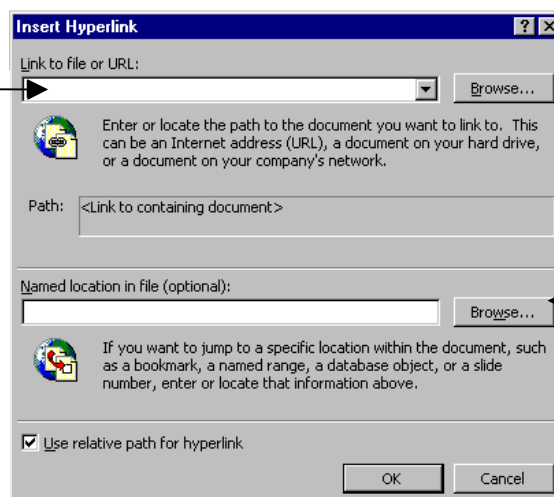 Insert Hyperlink
Link to file or URL:
Browse...
Enter or locate the path to the document you want to link to. This
can be an Internet address (URL), a document on your hard drive,
or a document on your company's network.
Path: <Link to containing document>
Named location in file (optional):
Browse...
If you want to jump to a specific location within the document, such
as a bookmark, a named range, a database object, or a slide
number, enter or locate that information above.
Use relative path for hyperlink
OK Cancel